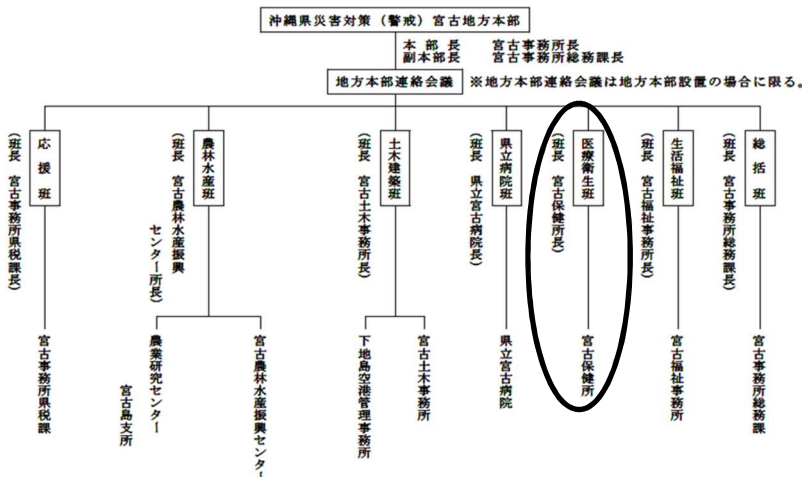 沖縄県災害対策（警戒）宮古地方本部
本部長　宮古事務所長
副本部長　宮古事務所総務課長
地方本部連絡会議　※地方本部連絡会議は地方本部設置の場合に限る。
総括班
（班長　宮古事務所総務課長）
生活福祉班
（班長　宮古福祉事務所長）
医療衛生班
（班長　宮古保健所長）
県立病院班
（班長　県立宮古病院長）
土木建築班
（班長　宮古土木事務所長）
農林水産班
（班長　宮古農林水産振興
センター所長）
応援班
（班長　宮古事務所県税課長）
宮古事務所総務課
宮古福祉事務所
宮古保健所
県立宮古病院
宮古土木事務所
下地島空港管理事務所
宮古農林水産振興センター
農業研究センター
宮古島支所
宮古事務所県税課